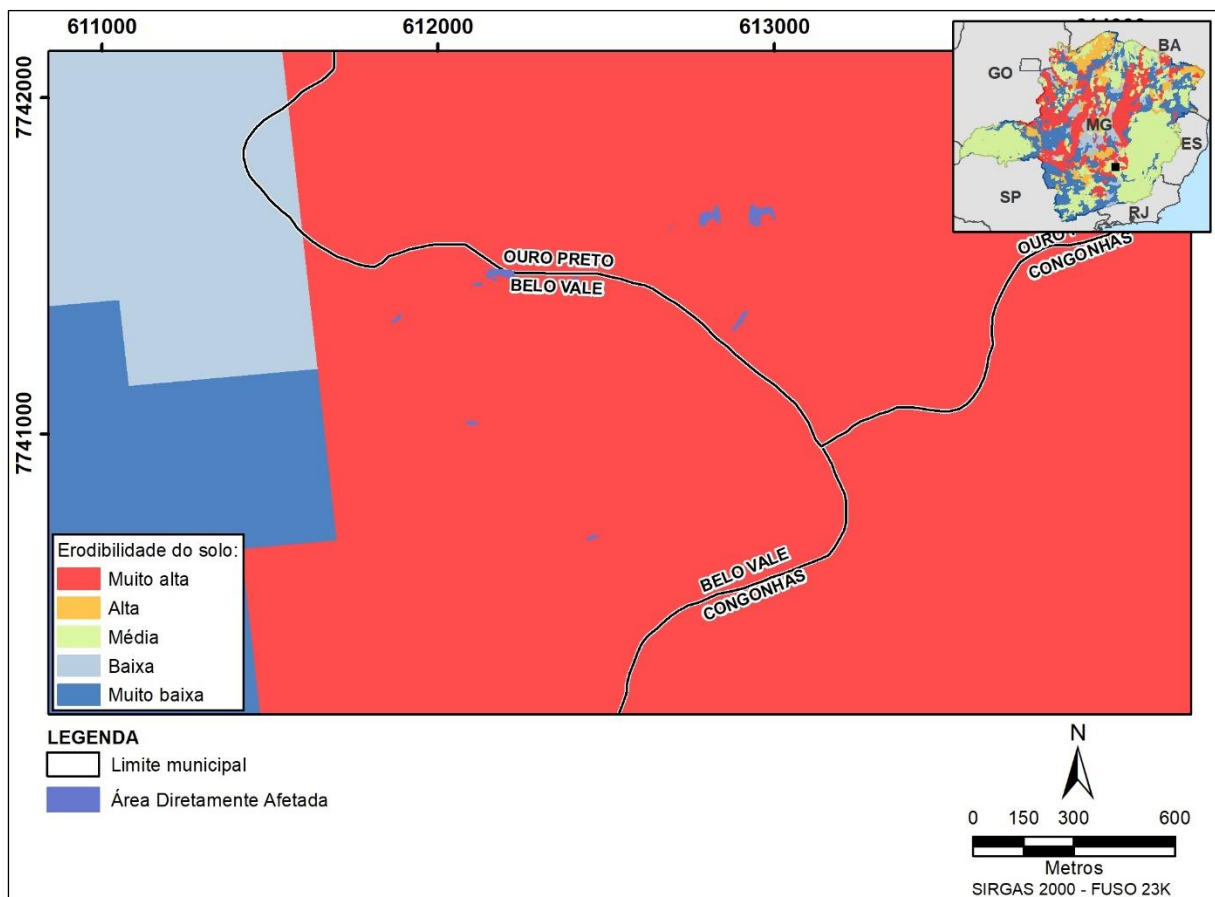 611000
612000
613000
7742000
7741000
BA
GO
MG
ES
SP
RJ
OURO PRETO
BELO VALE
CONGONHAS
BELO VALE
CONGONHAS
Erodibilidade do solo:
Muito alta
Alta
Média
Baixa
Muito baixa
LEGENDA
Limite municipal
Área Diretamente Afetada
N
0 150 300 600
Metros
SIRGAS 2000 - FUSO 23K